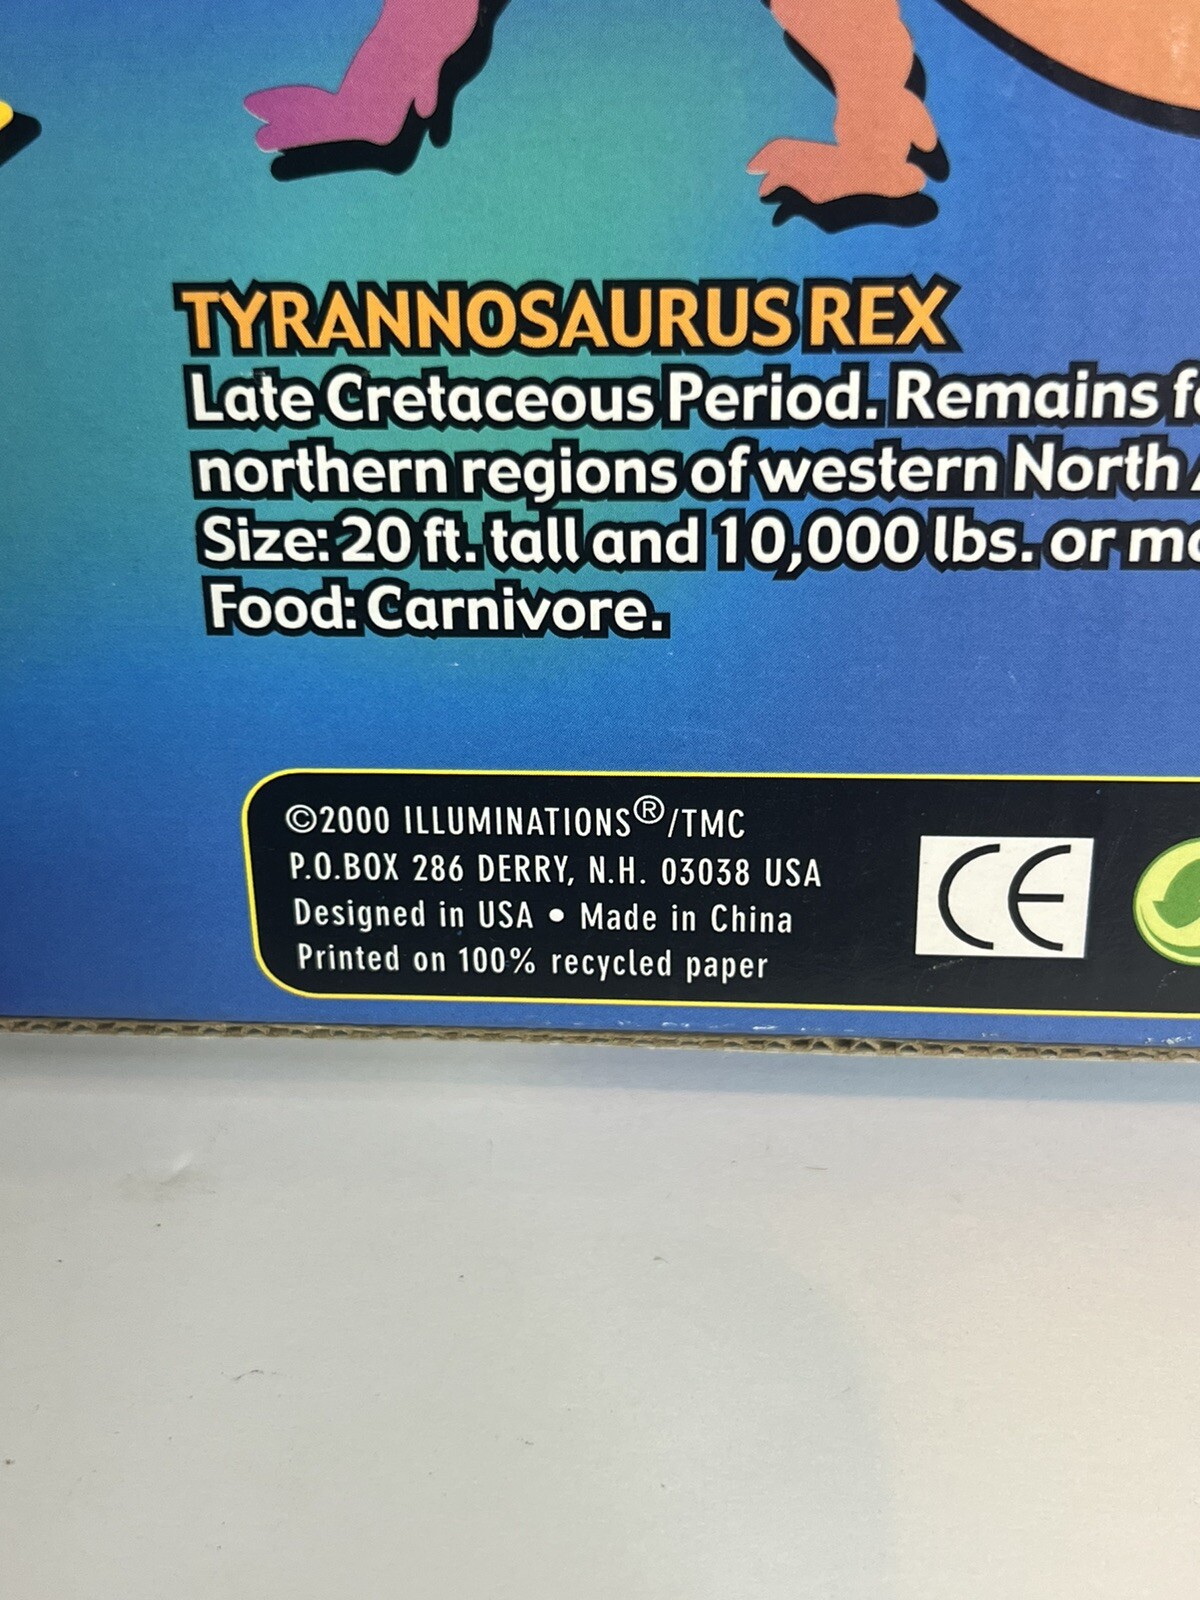 TYRANNOSAURUS REX
Late Cretaceous Period. Remains
northern regions of western North
Size: 20 ft. tall and 10,000 lbs. or
Food: Carnivore.
©2000 ILLUMINATIONS®/TMC
P.O.BOX 286 DERRY, N.H. 03038 USA
Designed in USA • Made in China
Printed on 100% recycled paper
CE